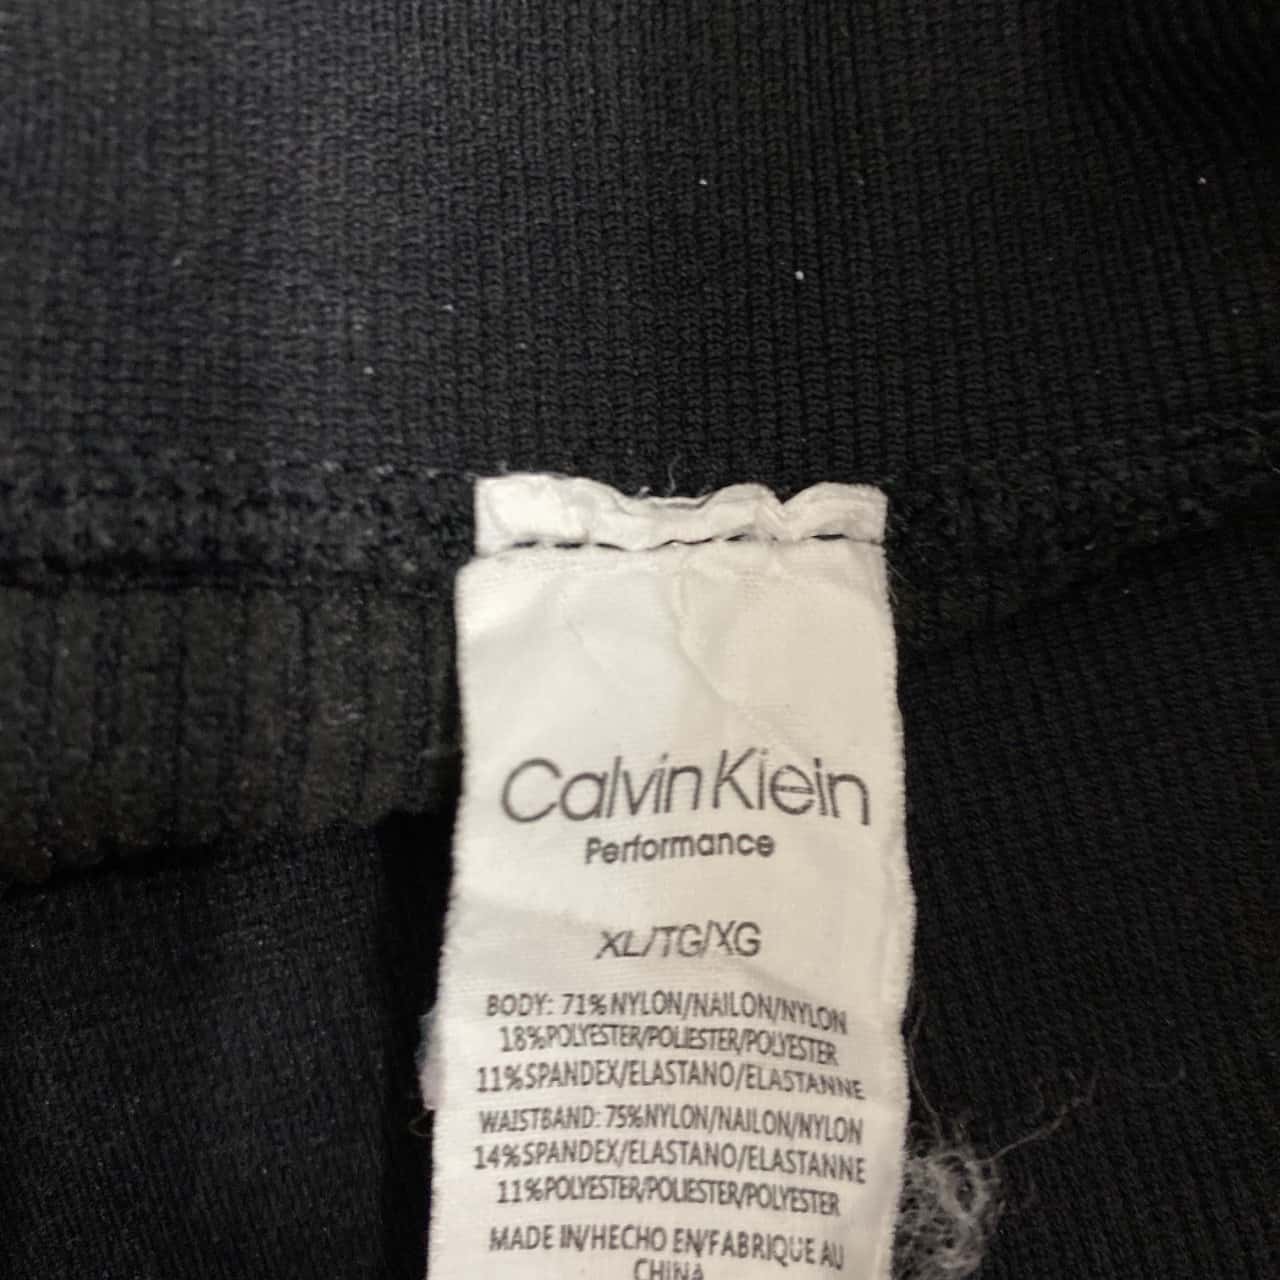 Calvin Klein
Performance
XL/TG/XG
BODY: 71%NYLON/NAILON/NYLON
18%POLYESTER/POLIESTER/POLYESTER
11%SPANDEX/ELASTANO/ELASTANNE
WAISTBAND: 75%NYLON/NAILON/NYLON
14%SPANDEX/ELASTANO/ELASTANNE
11%POLYESTER/POLIESTER/POLYESTER
MADE IN/HECHO EN/FABRIQUE AU
CHINA